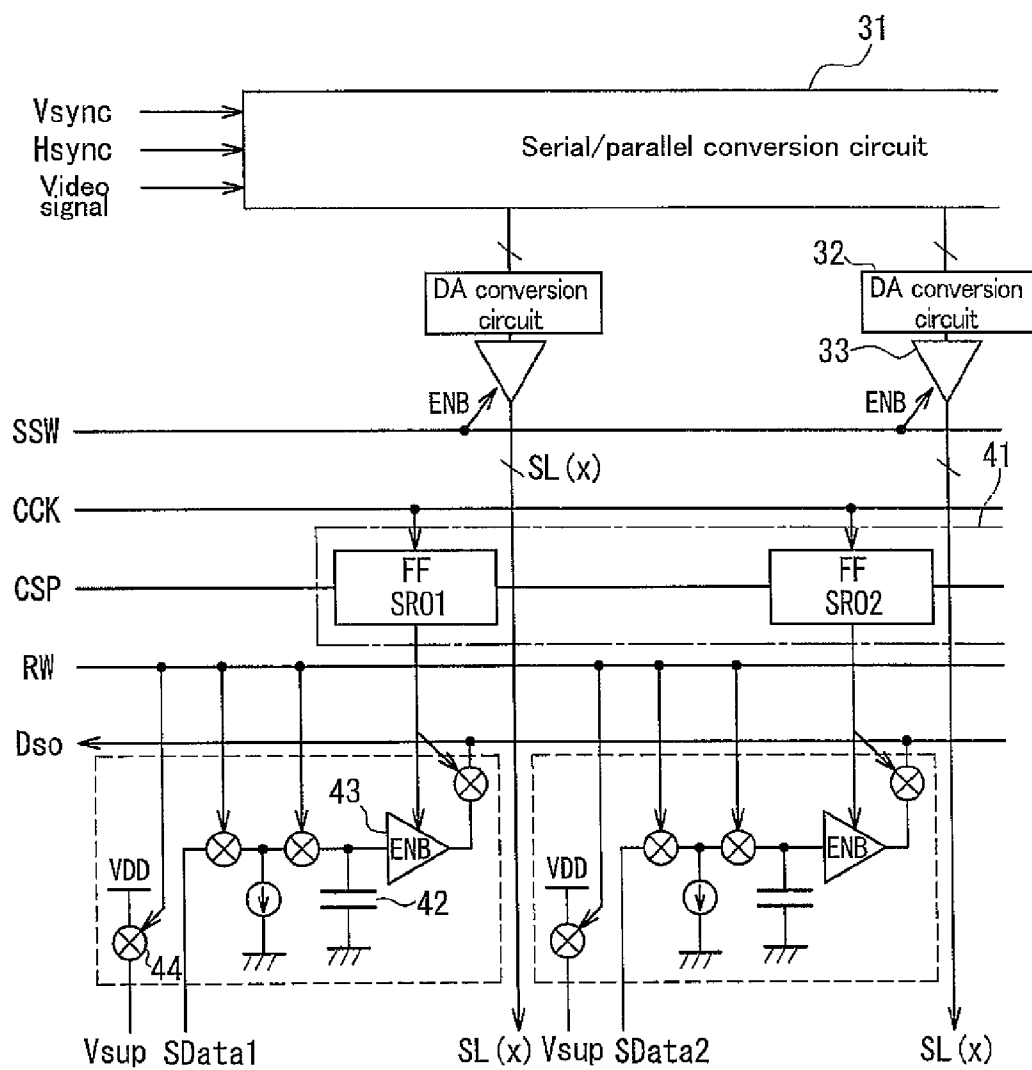 31
Vsync
Hsync
Video
signal
Serial/parallel conversion circuit
DA conversion
circuit
32
DA conversion
circuit
33
ENB
ENB
SSW
SL(x)
41
CCK
FF
SR01
FF
SR02
CSP
RW
Dso
43
ENB
ENB
VDD
42
VDD
44
Vsup
SData1
SL(x)
Vsup
SData2
SL(x)